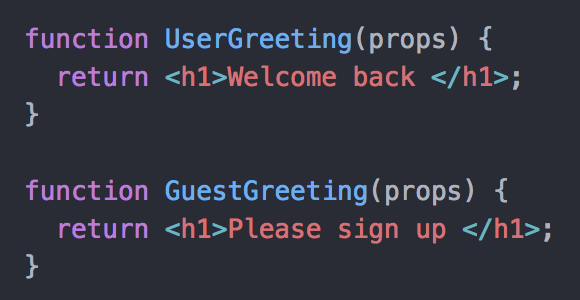 function UserGreeting(props) {
  return <h1>Welcome back </h1>;
}
function GuestGreeting(props) {
  return <h1>Please sign up </h1>;
}